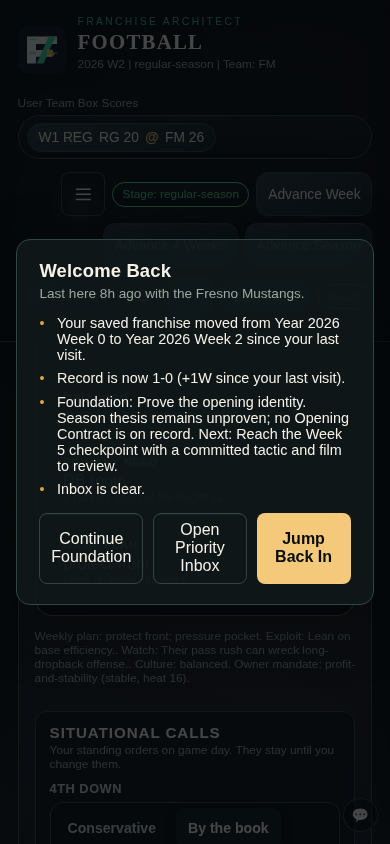 FRANCHISE ARCHITECT
FOOTBALL
2026 W2 | regular-season | Team: FM
User Team Box Scores
W1 REG RG 20 @ FM 26
Stage: regular-season
Advance Week
Welcome Back
Last here 8h ago with the Fresno Mustangs.
• Your saved franchise moved from Year 2026
Week 0 to Year 2026 Week 2 since your last
visit.
• Record is now 1-0 (+1W since your last visit).
• Foundation: Prove the opening identity.
Season thesis remains unproven; no Opening
Contract is on record. Next: Reach the Week
5 checkpoint with a committed tactic and film
to review.
• Inbox is clear.
Continue
Foundation
Open
Priority
Inbox
Jump
Back In
Weekly plan: protect front; pressure pocket. Exploit: Lean on
base efficiency.. Watch: Their pass rush can wreck long-
dropback offense.. Culture: balanced. Owner mandate: profit-
and-stability (stable, heat 16).
SITUATIONAL CALLS
Your standing orders on game day. They stay until you
change them.
4TH DOWN
Conservative
By the book